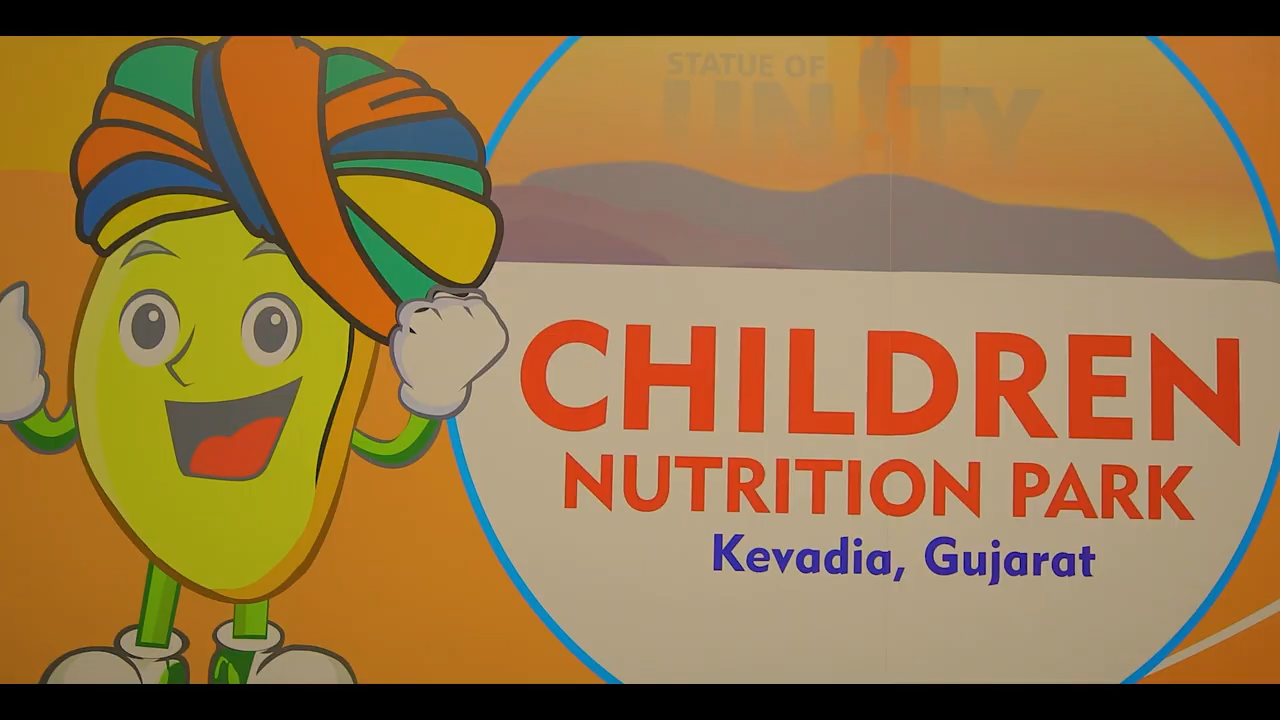 STATUE OF
UNITY
CHILDREN
NUTRITION PARK
Kevadia, Gujarat